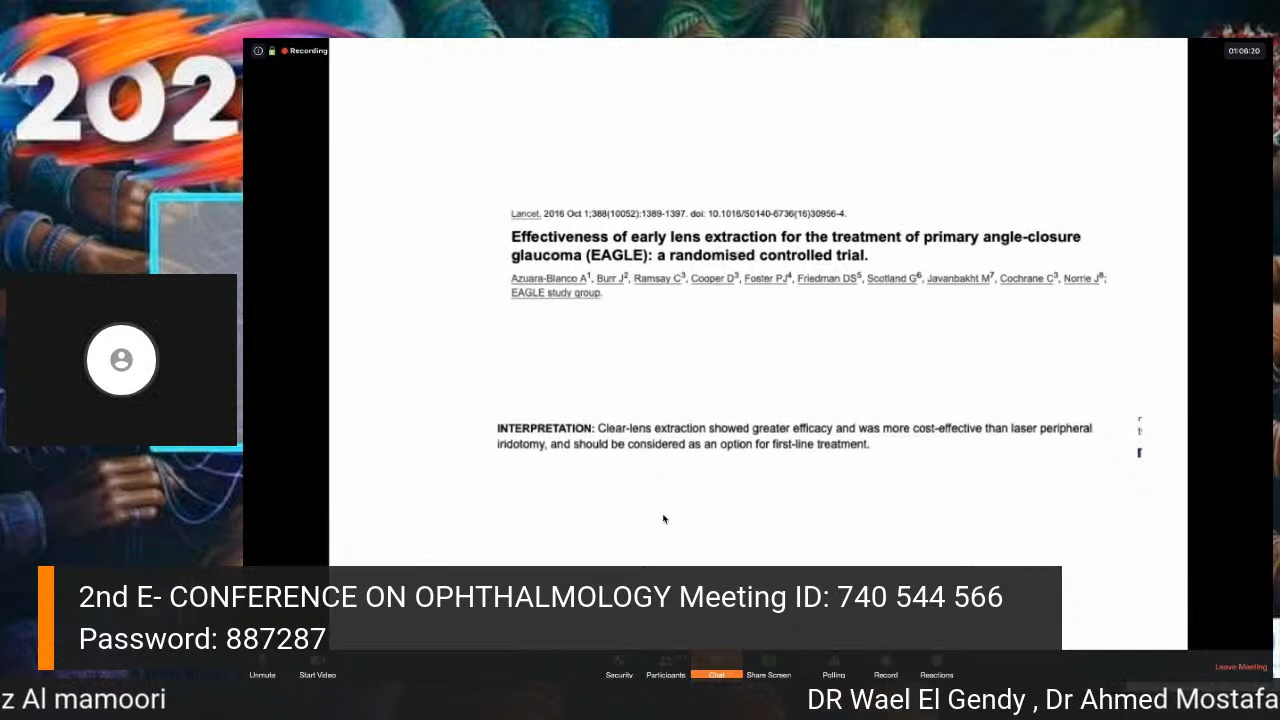 202
Recording
01:06:20
Lancet. 2016 Oct 1;388(10052):1389-1397. doi: 10.1016/S0140-6736(16)30956-4.
Effectiveness of early lens extraction for the treatment of primary angle-closure
glaucoma (EAGLE): a randomised controlled trial.
Azuara-Blanco A1, Burr J2, Ramsay C3, Cooper D3, Foster PJ4, Friedman DS5, Scotland G6, Javanbakht M7, Cochrane C3, Norrie J8;
EAGLE study group.
INTERPRETATION: Clear-lens extraction showed greater efficacy and was more cost-effective than laser peripheral
iridotomy, and should be considered as an option for first-line treatment.
2nd E- CONFERENCE ON OPHTHALMOLOGY Meeting ID: 740 544 566
Password: 887287
Unmute Start Video Security Participants Chat Share Screen Polling Record Reactions Leave Meeting
z Al mamoori DR Wael El Gendy , Dr Ahmed Mostafa